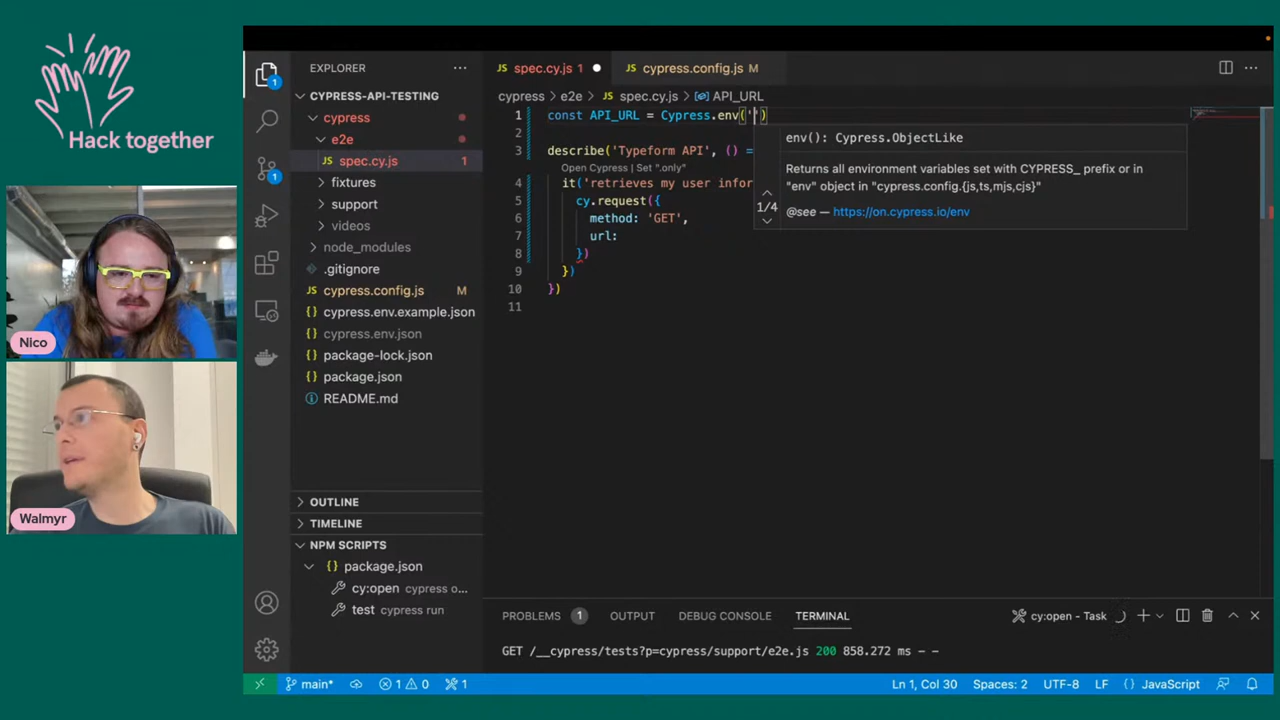 Hack together
Nico
Walmyr
EXPLORER
CYPRESS-API-TESTING
cypress
e2e
spec.cy.js 1
fixtures
support
videos
node_modules
.gitignore
cypress.config.js M
cypress.env.example.json
cypress.env.json
package-lock.json
package.json
README.md
OUTLINE
TIMELINE
NPM SCRIPTS
package.json
cy:open cypress o...
test cypress run
1
1
spec.cy.js 1
cypress.config.js M
cypress > e2e > spec.cy.js > API_URL
1 const API_URL = Cypress.env('')
2
3 describe('Typeform API', () =
Open Cypress | Set ".only"
4 it('retrieves my user infor
5 cy.request({
6 method: 'GET',
7 url:
8 })
9 })
10 })
11
1/4
env(): Cypress.ObjectLike
Returns all environment variables set with CYPRESS_ prefix or in
"env" object in "cypress.config.{js,ts,mjs,cjs}"
@see — https://on.cypress.io/env
PROBLEMS 1 OUTPUT DEBUG CONSOLE TERMINAL cy:open - Task
GET /__cypress/tests?p=cypress/support/e2e.js 200 858.272 ms - -
main* 1 0 1 Ln 1, Col 30 Spaces: 2 UTF-8 LF {} JavaScript